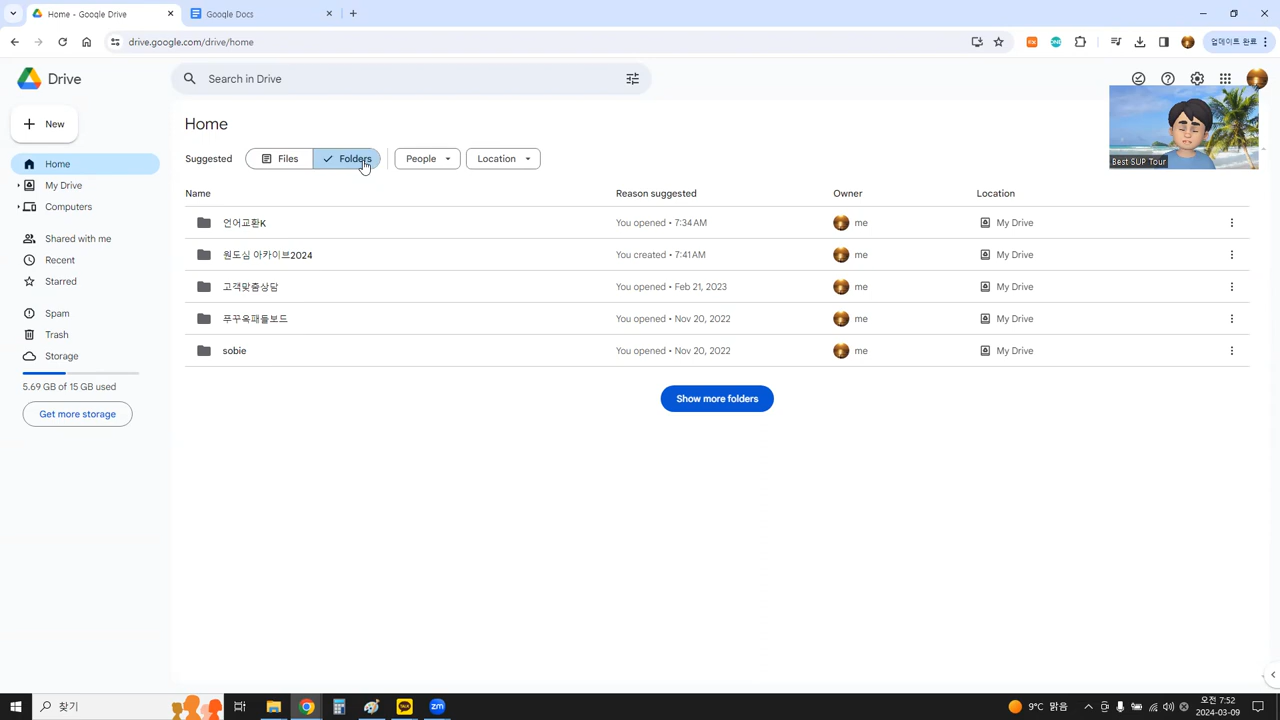 Home - Google Drive
Google Docs
drive.google.com/drive/home
업데이트 완료
Drive
Search in Drive
New
Home
My Drive
Computers
Shared with me
Recent
Starred
Spam
Trash
Storage
5.69 GB of 15 GB used
Get more storage
Home
Suggested
Files
Folders
People
Location
Name
Reason suggested
Owner
Location
언어교환K
You opened • 7:34 AM
me
My Drive
원도심 아카이브2024
You created • 7:41 AM
me
My Drive
고객맞춤상담
You opened • Feb 21, 2023
me
My Drive
푸꾸옥패들보드
You opened • Nov 20, 2022
me
My Drive
sobie
You opened • Nov 20, 2022
me
My Drive
Show more folders
Best SUP Tour
찾기
TALK
zm
9°C 맑음
오전 7:52
2024-03-09